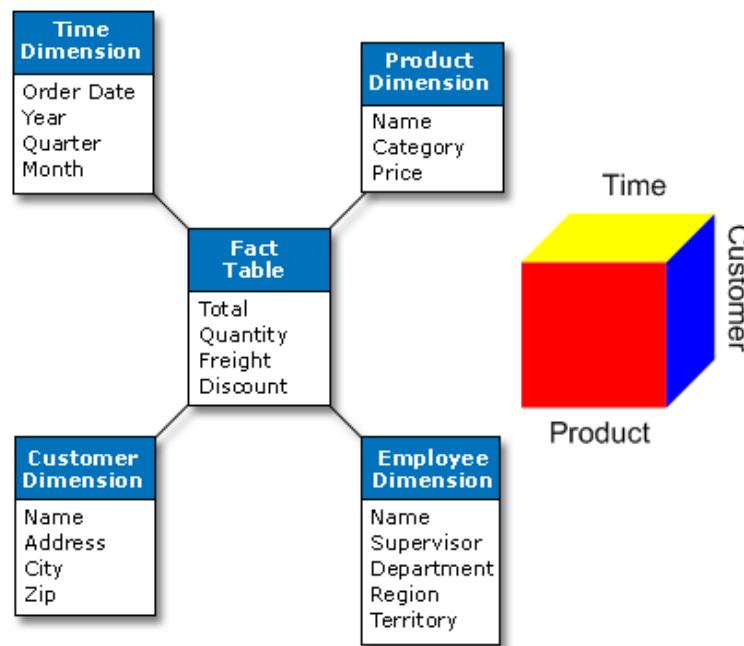 Time
Dimension
Order Date
Year
Quarter
Month
Product
Dimension
Name
Category
Price
Fact
Table
Total
Quantity
Freight
Discount
Customer
Dimension
Name
Address
City
Zip
Employee
Dimension
Name
Supervisor
Department
Region
Territory
Time
Customer
Product